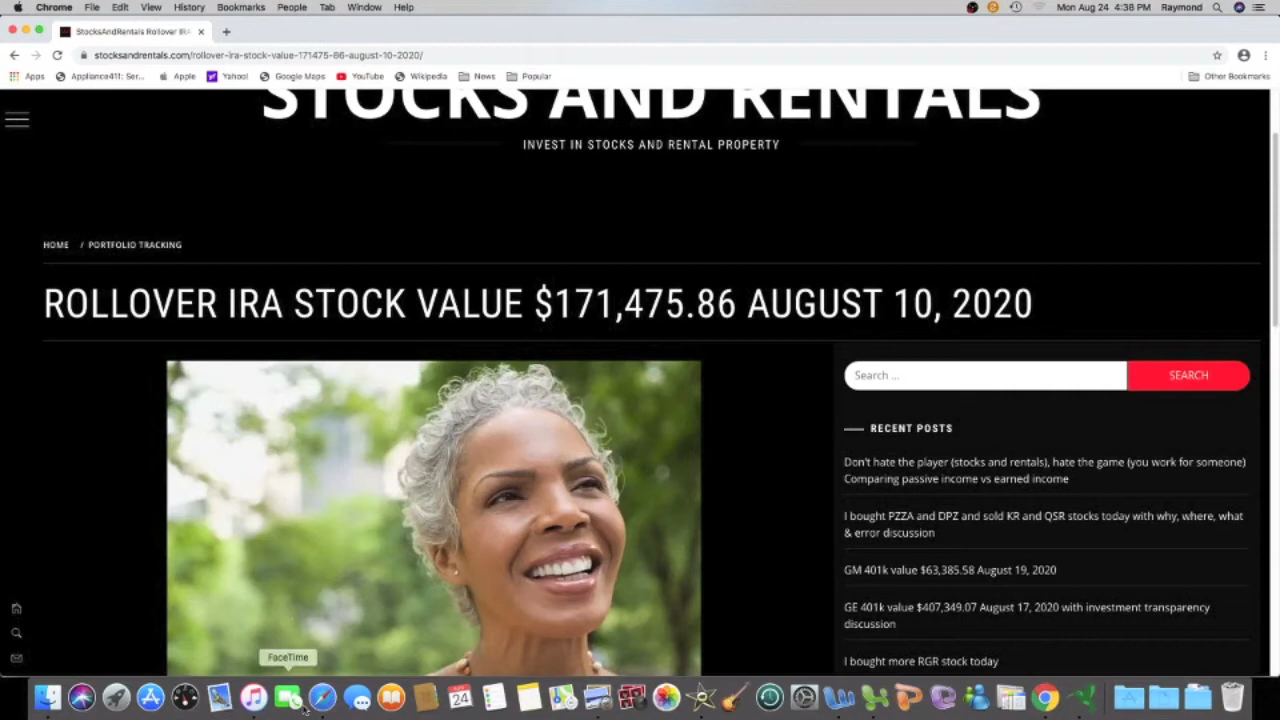 Chrome File Edit View History Bookmarks People Tab Window Help Mon Aug 24 4:38 PM Raymond
StocksAndRentals Rollover IRA
stocksandrentals.com/rollover-ira-stock-value-171475-86-august-10-2020/
Apps Appliance411: Ser... Apple Yahoo! Google Maps YouTube Wikipedia News Popular Other Bookmarks
STOCKS AND RENTALS
INVEST IN STOCKS AND RENTAL PROPERTY
HOME / PORTFOLIO TRACKING
ROLLOVER IRA STOCK VALUE $171,475.86 AUGUST 10, 2020
Search ... SEARCH
RECENT POSTS
Don't hate the player (stocks and rentals), hate the game (you work for someone)
Comparing passive income vs earned income
I bought PZZA and DPZ and sold KR and QSR stocks today with why, where, what
& error discussion
GM 401k value $63,385.58 August 19, 2020
GE 401k value $407,349.07 August 17, 2020 with investment transparency
discussion
I bought more RGR stock today
FaceTime
24